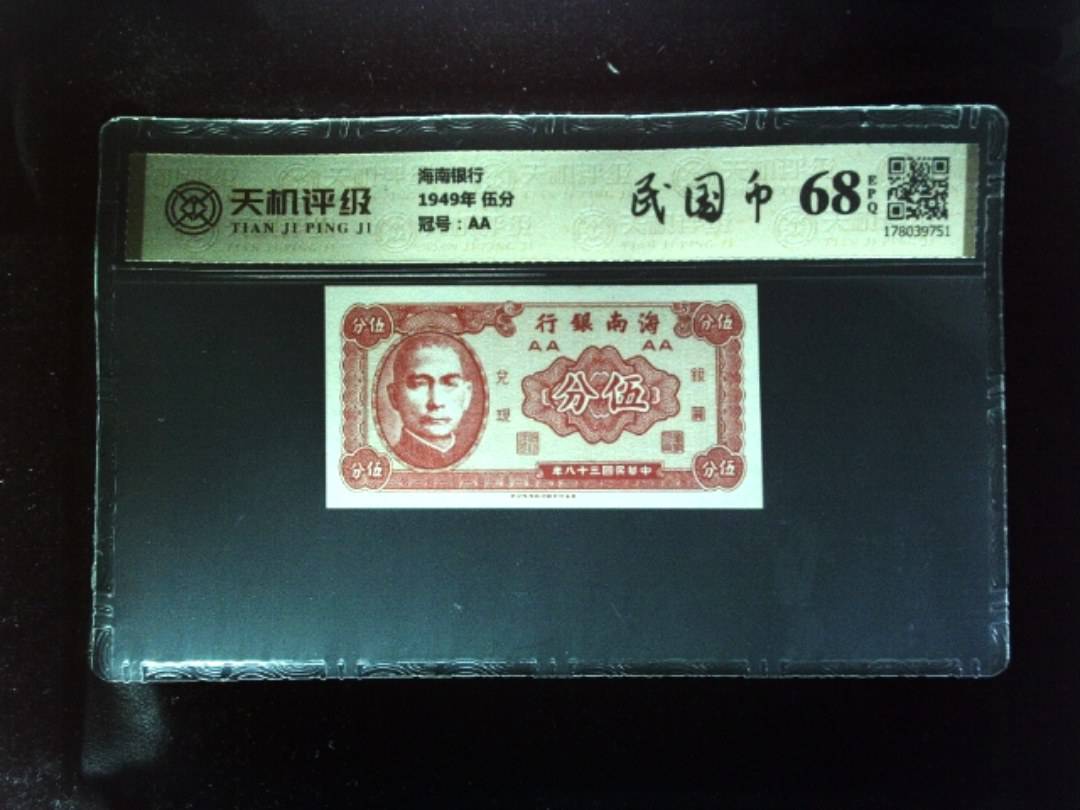 天机评级
TIAN JI PING JI
海南银行
1949年 伍分
冠号：AA
民国币
68
EPQ
178039751
分伍
行銀南海
分伍
AA
AA
兌現
分伍
銀圓
分伍
年八十三國民華中
分伍